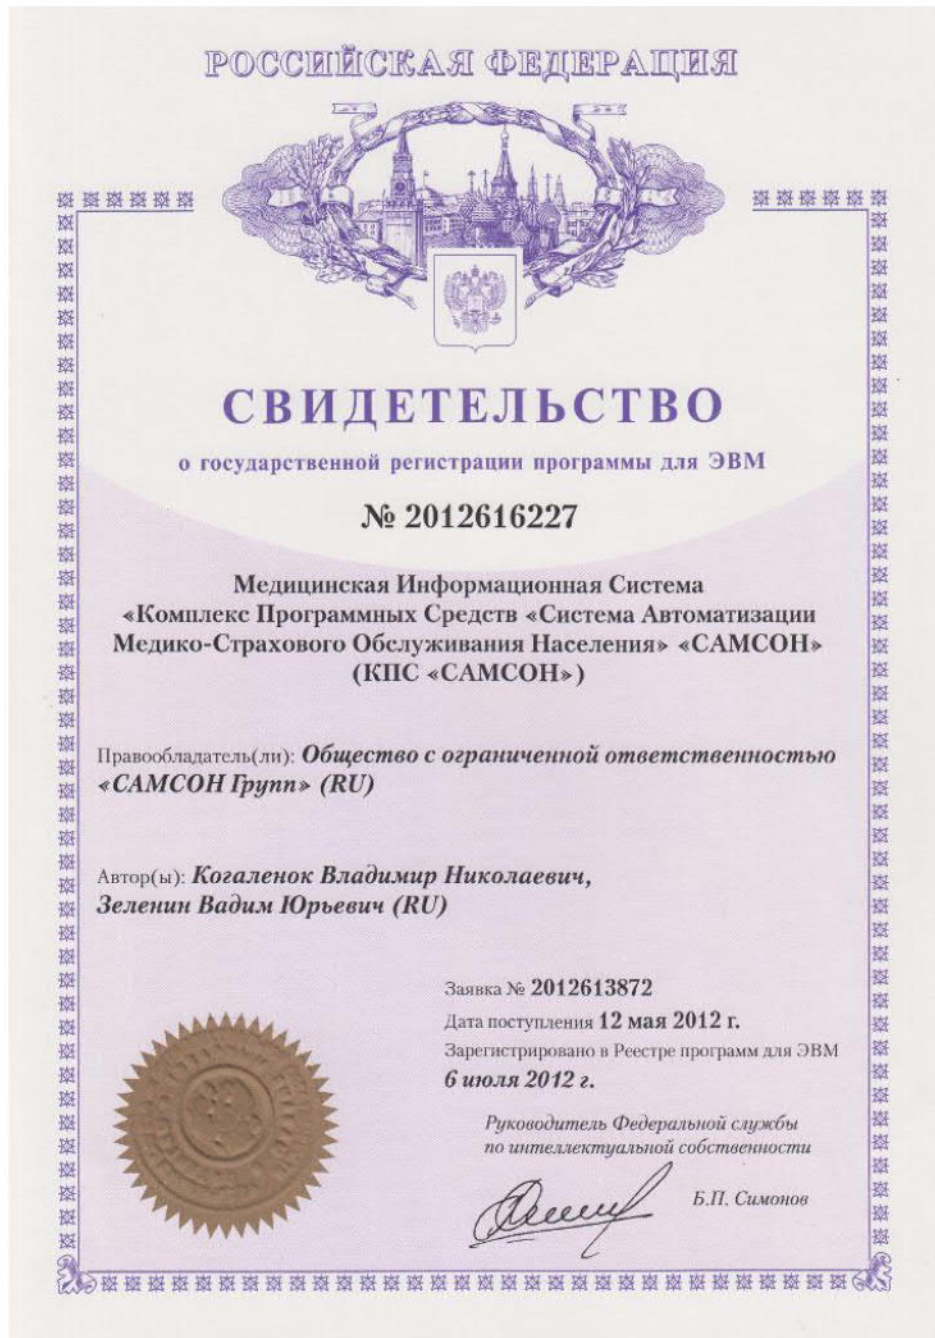 РОССИЙСКАЯ ФЕДЕРАЦИЯ
СВИДЕТЕЛЬСТВО
о государственной регистрации программы для ЭВМ
№ 2012616227
Медицинская Информационная Система
«Комплекс Программных Средств «Система Автоматизации
Медико-Страхового Обслуживания Населения» «САМСОН»
(КПС «САМСОН»)
Правообладатель(ли): Общество с ограниченной ответственностью
«САМСОН Групп» (RU)
Автор(ы): Когаленок Владимир Николаевич,
Зеленин Вадим Юрьевич (RU)
Заявка № 2012613872
Дата поступления 12 мая 2012 г.
Зарегистрировано в Реестре программ для ЭВМ
6 июля 2012 г.
Руководитель Федеральной службы
по интеллектуальной собственности
Б.П. Симонов